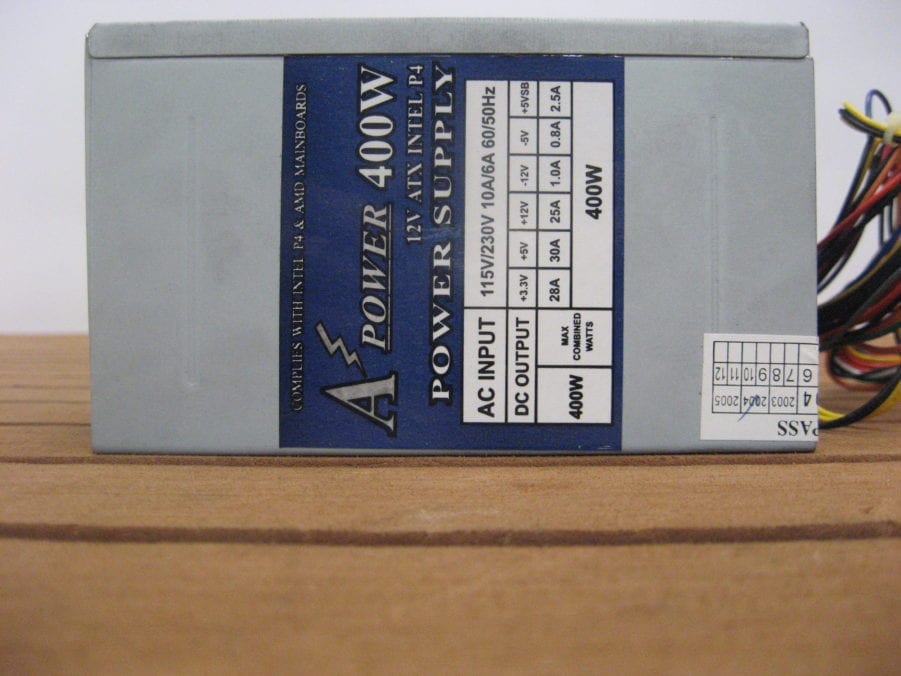 COMPLIES WITH INTEL P4 & AMD MAINBOARDS
A POWER 400W
12V ATX INTEL P4
POWER SUPPLY
AC INPUT 115V/230V 10A/6A 60/50Hz
DC OUTPUT +3.3V +5V +12V -12V -5V +5VSB
28A 30A 25A 1.0A 0.8A 2.5A
400W MAX COMBINED WATTS 400W
PASS
4 2003 2004 2005
6 7 8 9 10 11 12